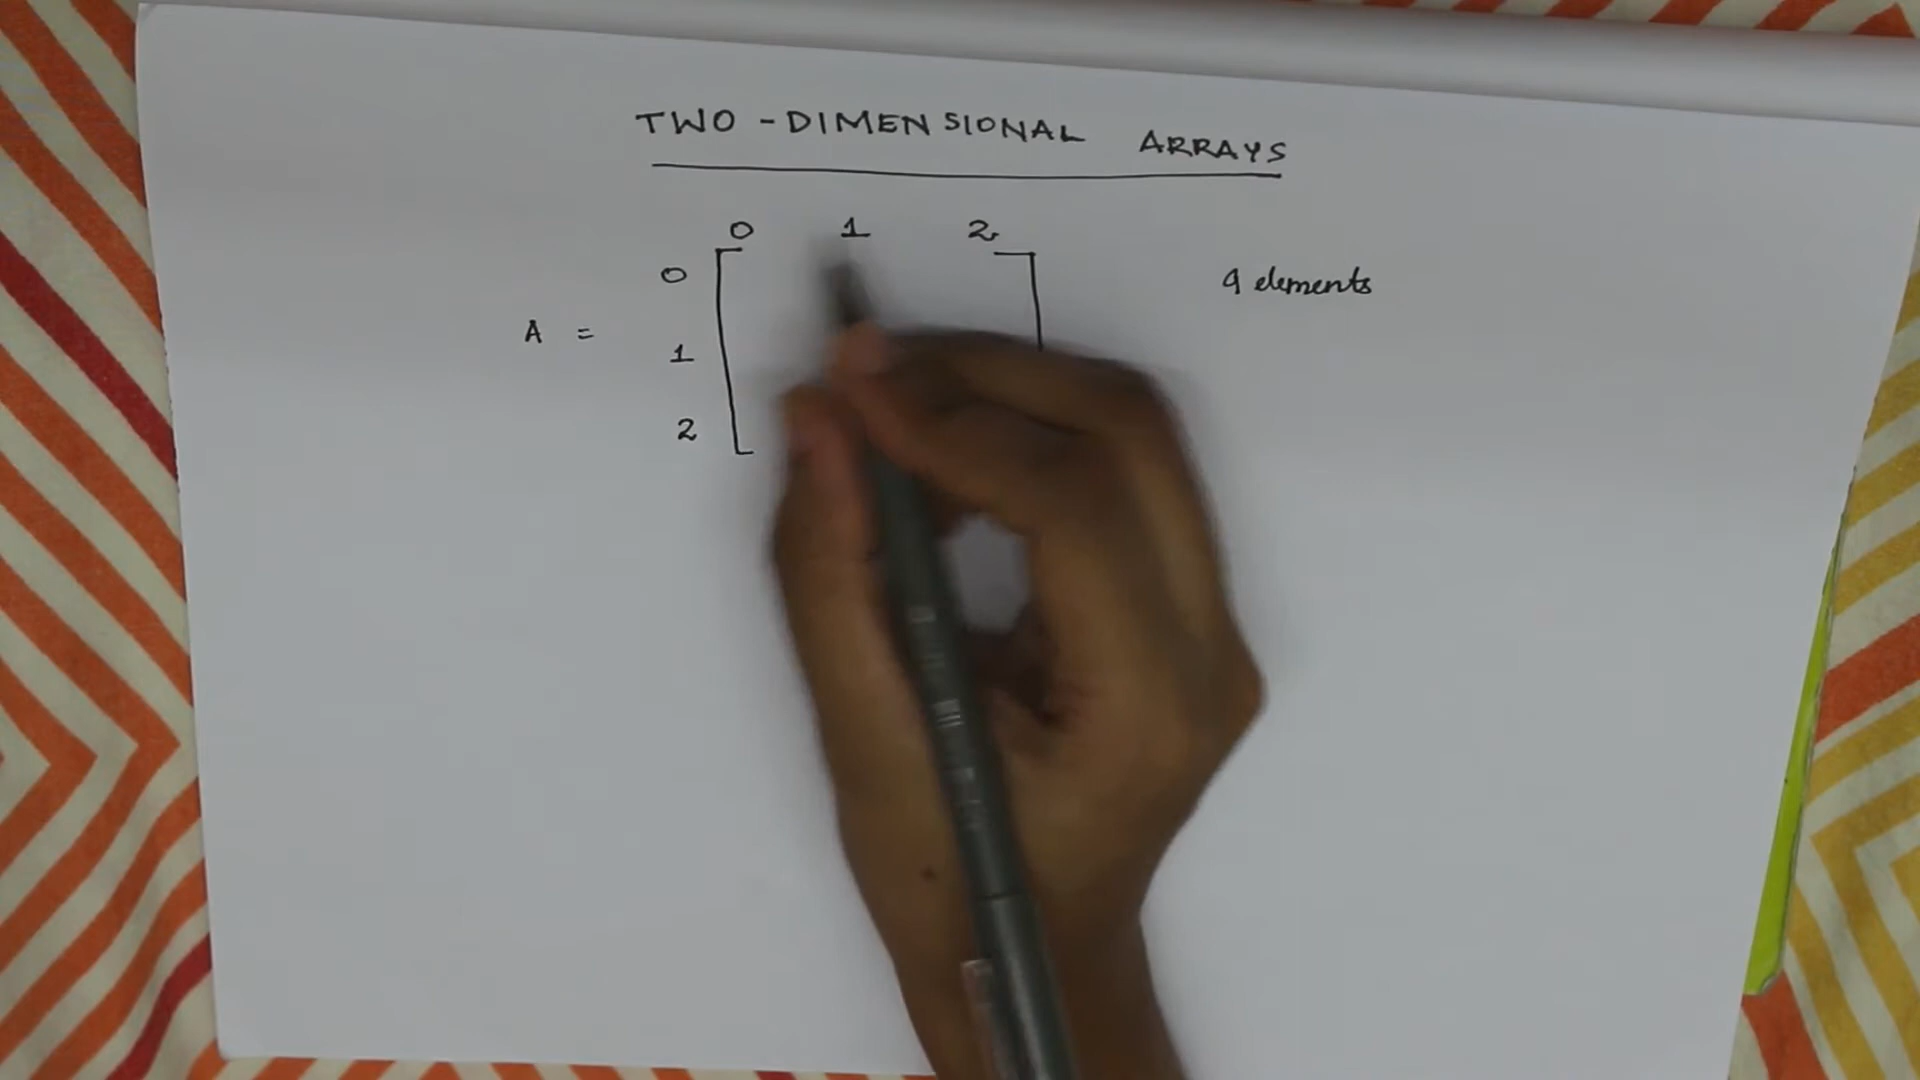 TWO-DIMENSIONAL ARRAYS
0 1 2
0
9 elements
A =
1
2